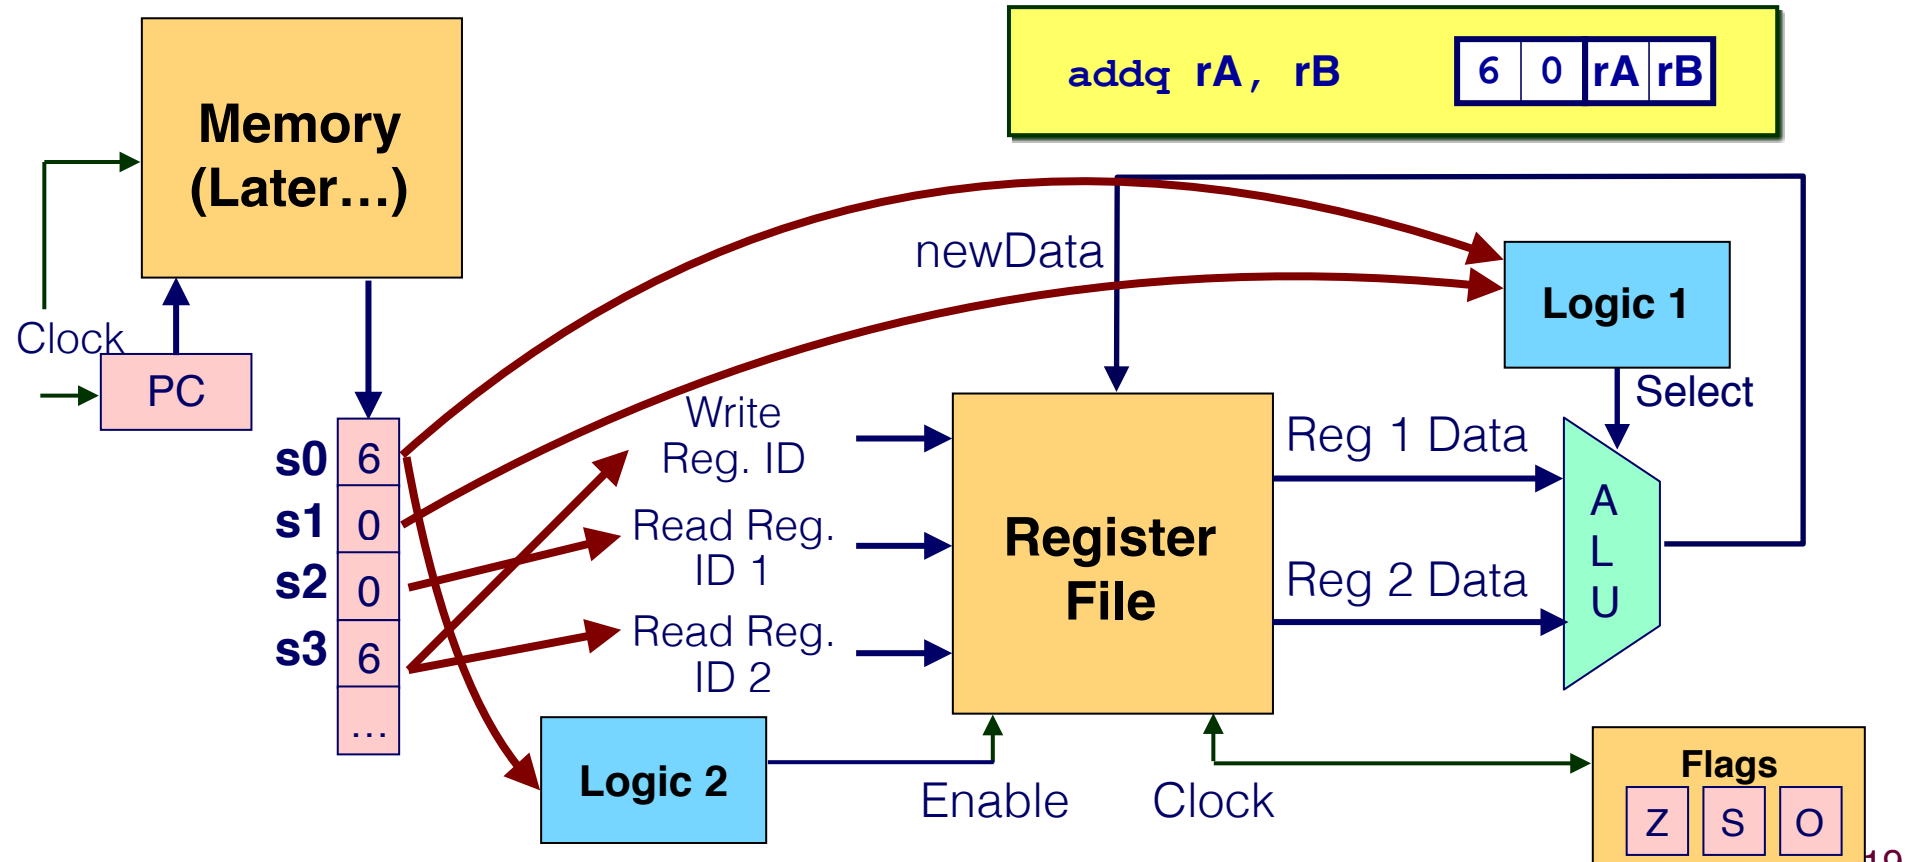 addq rA, rB
6 0 rA rB
Memory
(Later...)
newData
Logic 1
Clock
PC
Select
Write
Reg. ID
Reg 1 Data
s0 6
s1 0
s2 0
s3 6
...
Read Reg.
ID 1
Register
File
A
L
U
Reg 2 Data
Read Reg.
ID 2
Logic 2
Enable
Clock
Flags
Z S O
19